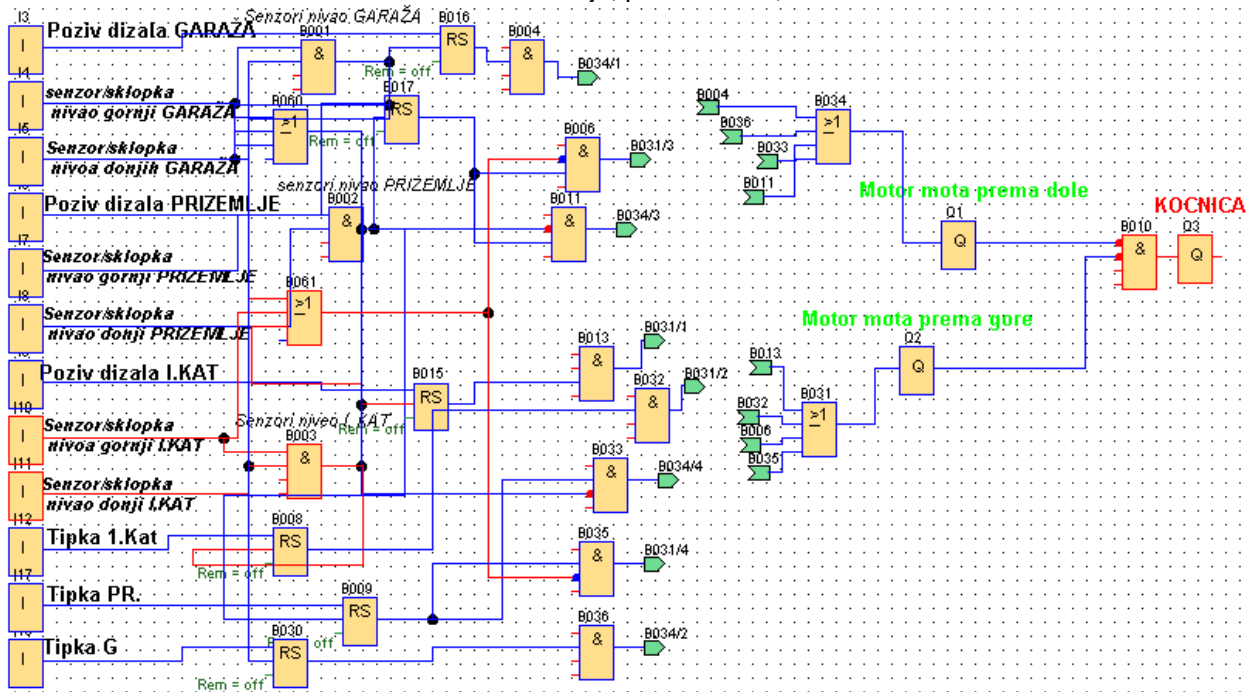 I3
Poziv dizala GARAŽA
Senzori nivao GARAŽA
B001
&
B016
RS
Rem = off
B004
&
B034/1
I
I4
senzor/sklopka
nivao gornji GARAŽA
I
B060
>1
B017
RS
Rem = off
I5
Senzor/sklopka
nivoa donjih GARAŽA
I
B006
&
B031/3
senzori nivao PRIZEMLJE
B002
&
B011
&
B034/3
Poziv dizala PRIZEMLJE
I
I7
Senzor/sklopka
nivao gornji PRIZEMLJE
I
I8
Senzor/sklopka
nivao donji PRIZEMLJE
I
B061
>1
B013
&
B031/1
Poziv dizala I.KAT
I
B015
RS
Rem = off
B032
&
B031/2
I10
Senzor/sklopka
nivoa gornji I.KAT
I
Senzori niveo I. KAT
B003
&
B033
&
B034/4
I11
Senzor/sklopka
nivao donji I.KAT
I
I12
Tipka 1.Kat
I
B008
RS
Rem = off
B035
&
B031/4
I17
Tipka PR.
I
B009
RS
off
B036
&
B034/2
Tipka G
I
B030
RS
Rem = off
B004
B036
B033
B011
B034
>1
Motor mota prema dole
Q1
Q
B010
&
KOCNICA
Q3
Q
Motor mota prema gore
Q2
Q
B013
B032
B006
B035
B031
>1